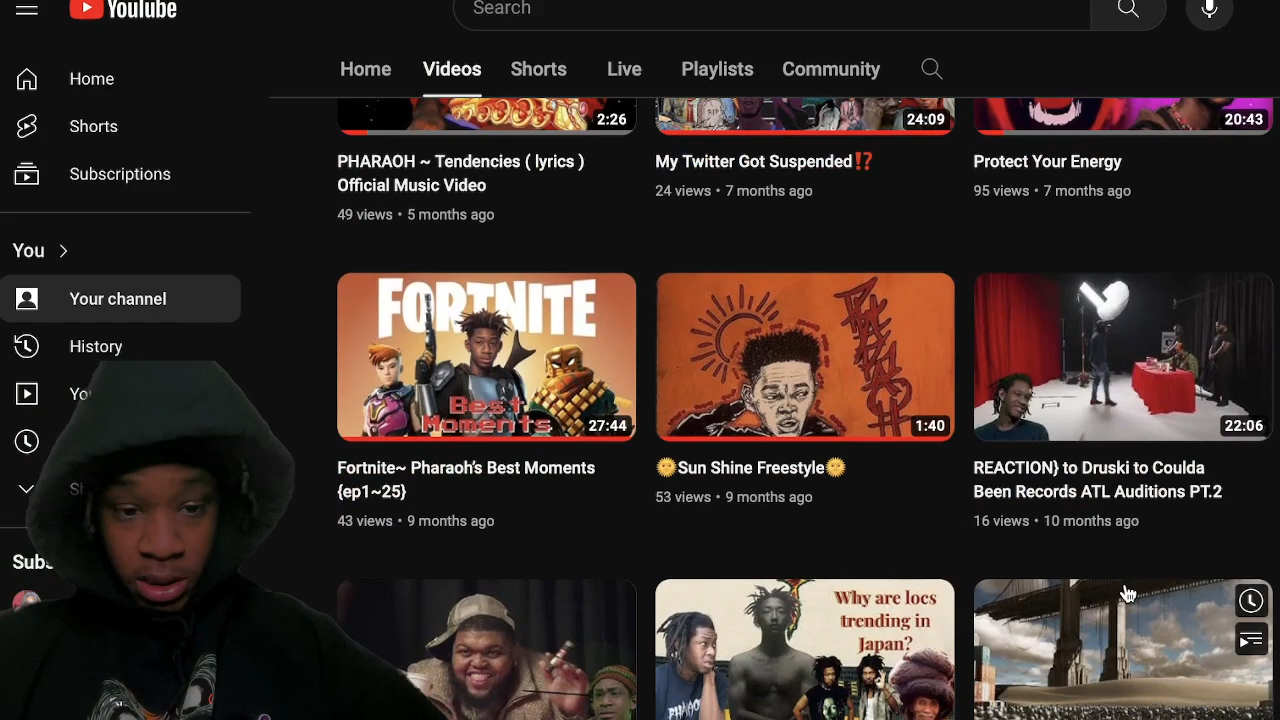 YouTube
Search
Home
Videos
Shorts
Live
Playlists
Community
Home
Shorts
Subscriptions
You
Your channel
History
Yo
Subs
2:26
24:09
20:43
PHARAOH ~ Tendencies ( lyrics )
Official Music Video
49 views • 5 months ago
My Twitter Got Suspended⁉️
24 views • 7 months ago
Protect Your Energy
95 views • 7 months ago
FORTNITE
Best
Moments
27:44
1:40
22:06
Fortnite~ Pharaoh's Best Moments
{ep1~25}
43 views • 9 months ago
🌞Sun Shine Freestyle🌞
53 views • 9 months ago
REACTION} to Druski to Coulda
Been Records ATL Auditions PT.2
16 views • 10 months ago
Why are locs
trending in
Japan?